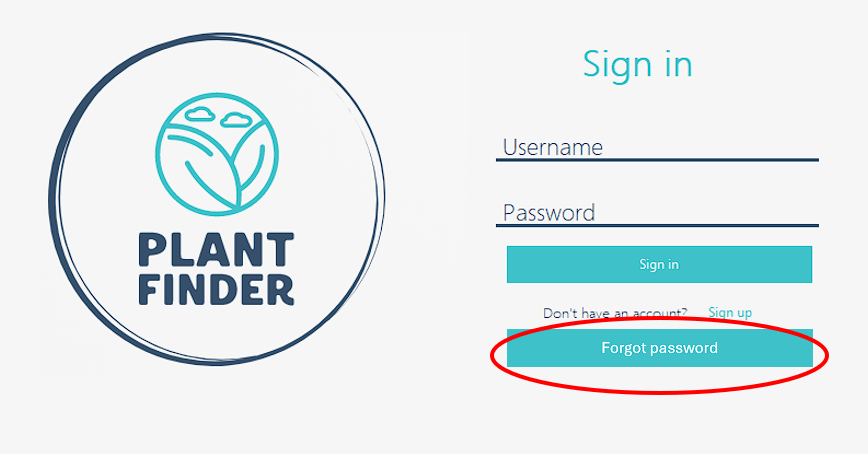 PLANT
FINDER
Sign in
Username
Password
Sign in
Don't have an account? Sign up
Forgot password